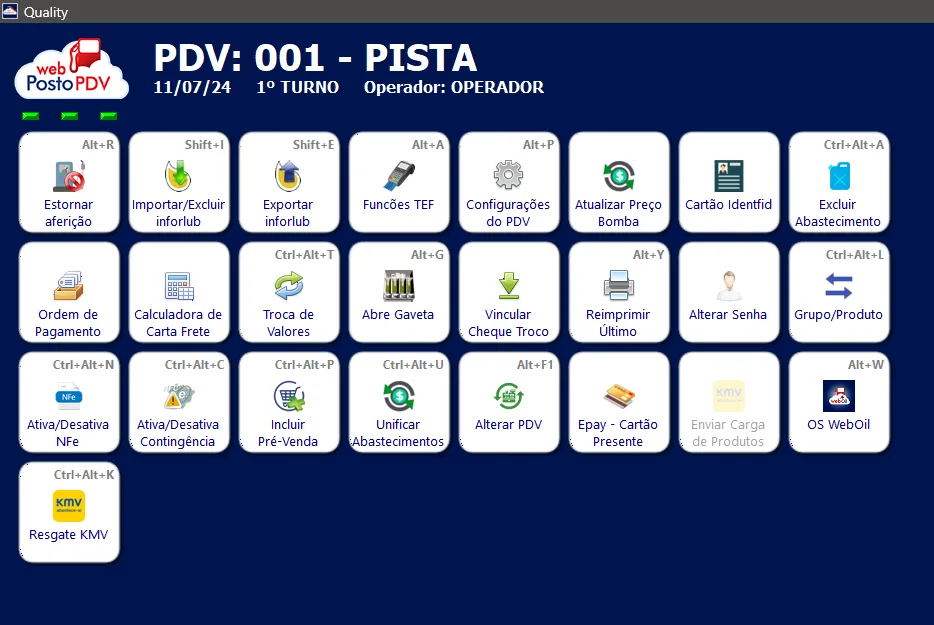 Quality
web
PostoPDV
PDV: 001 - PISTA
11/07/24 1º TURNO Operador: OPERADOR
Alt+R
Estornar
aferição
Shift+I
Importar/Excluir
inforlub
Shift+E
Exportar
inforlub
Alt+A
Funcões TEF
Alt+P
Configurações
do PDV
Atualizar Preço
Bomba
Cartão Identfid
Ctrl+Alt+A
Excluir
Abastecimento
Ordem de
Pagamento
Calculadora de
Carta Frete
Ctrl+Alt+T
Troca de
Valores
Alt+G
Abre Gaveta
Vincular
Cheque Troco
Alt+Y
Reimprimir
Último
Alterar Senha
Ctrl+Alt+L
Grupo/Produto
Ctrl+Alt+N
NFe
Ativa/Desativa
NFe
Ctrl+Alt+C
Ativa/Desativa
Contingência
Ctrl+Alt+P
Incluir
Pré-Venda
Ctrl+Alt+U
Unificar
Abastecimentos
Alt+F1
Alterar PDV
Epay - Cartão
Presente
KMV
Enviar Carga
de Produtos
Alt+W
webOil
OS WebOil
Ctrl+Alt+K
KMV
Resgate KMV